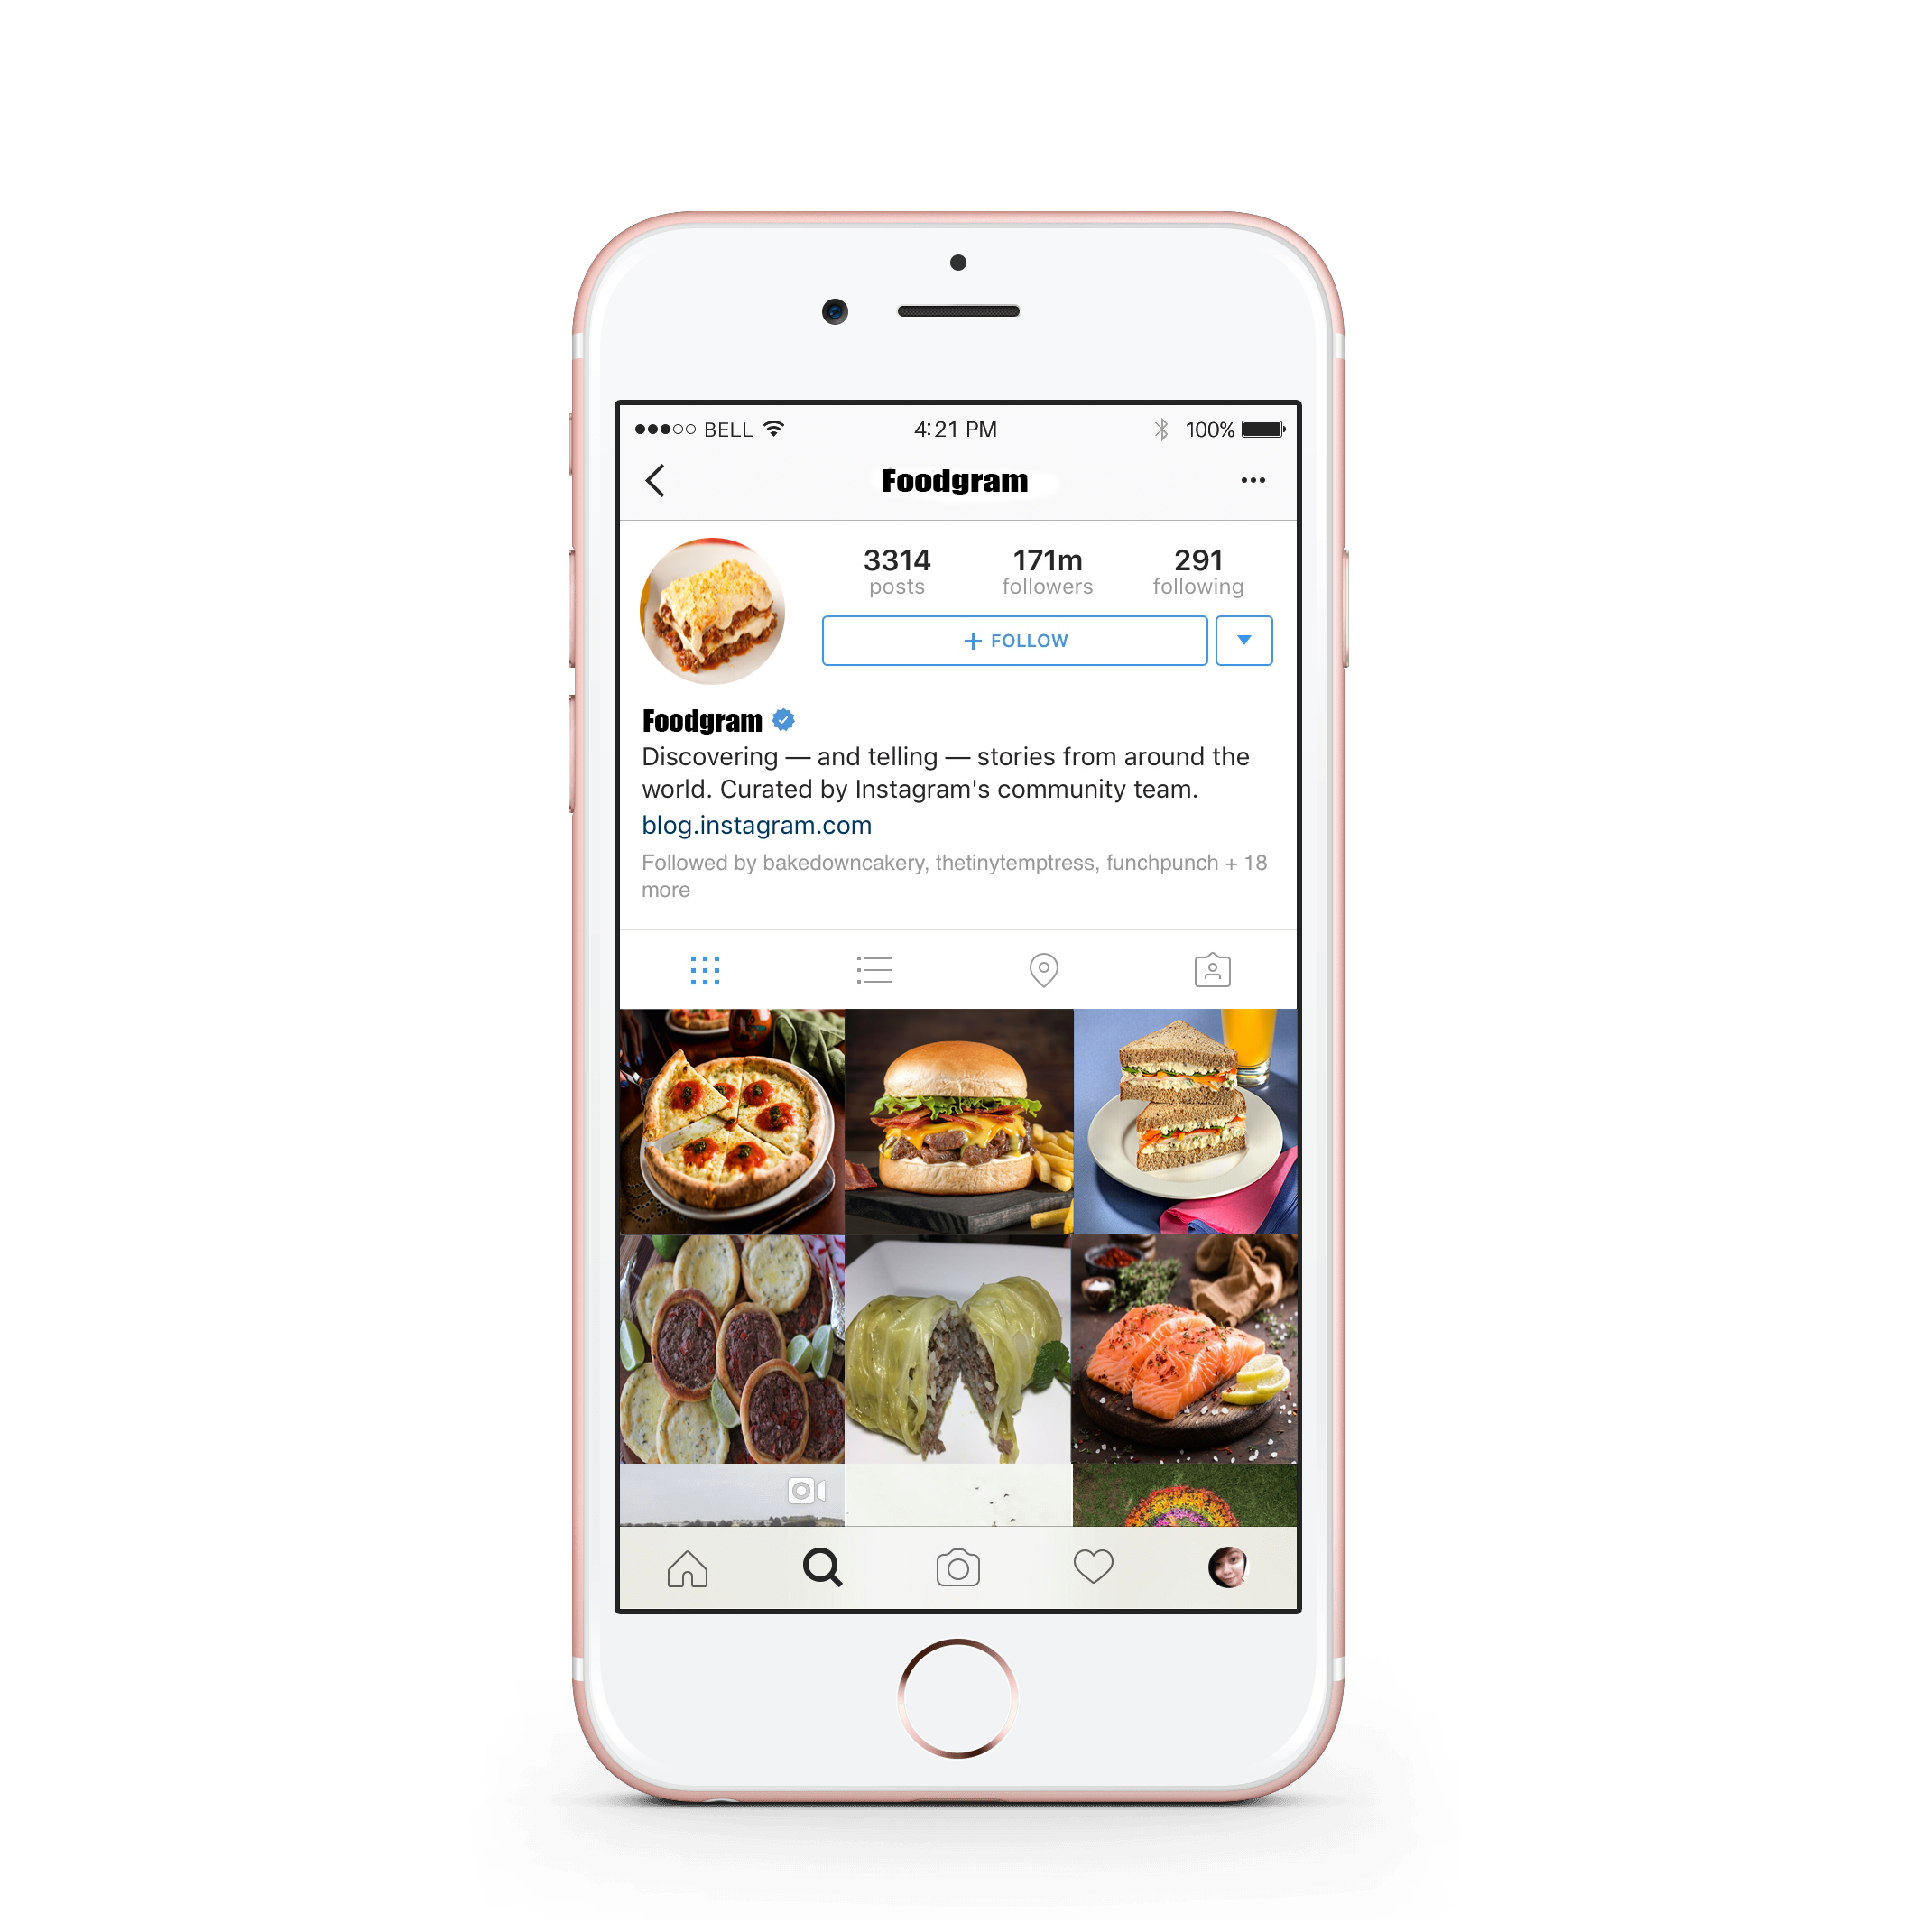 BELL 4:21 PM 100%
Foodgram
3314 171m 291
posts followers following
+ FOLLOW
Foodgram
Discovering — and telling — stories from around the
world. Curated by Instagram's community team.
blog.instagram.com
Followed by bakedowncakery, thetinytemptress, funchpunch + 18
more